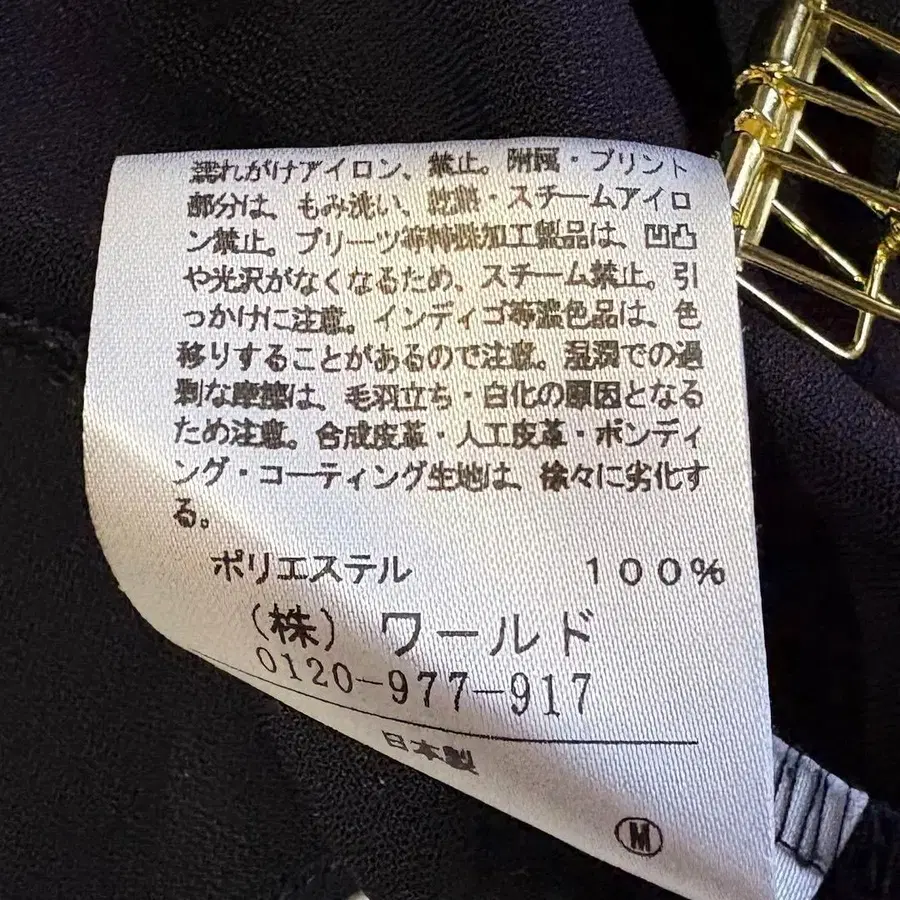 濡れがけアイロン、禁止。附属・プリント
部分は、もみ洗い、乾燥・スチームアイロ
ン禁止。プリーツ等特殊加工製品は、凹凸
や光沢がなくなるため、スチーム禁止。引
っかけに注意。インディゴ等濃色品は、色
移りすることがあるので注意。湿潤での過
剰な摩擦は、毛羽立ち・白化の原因となる
ため注意。合成皮革・人工皮革・ボンディ
ング・コーティング生地は、徐々に劣化す
る。
ポリエステル 100%
(株) ワールド
0120-977-917
日本製
M